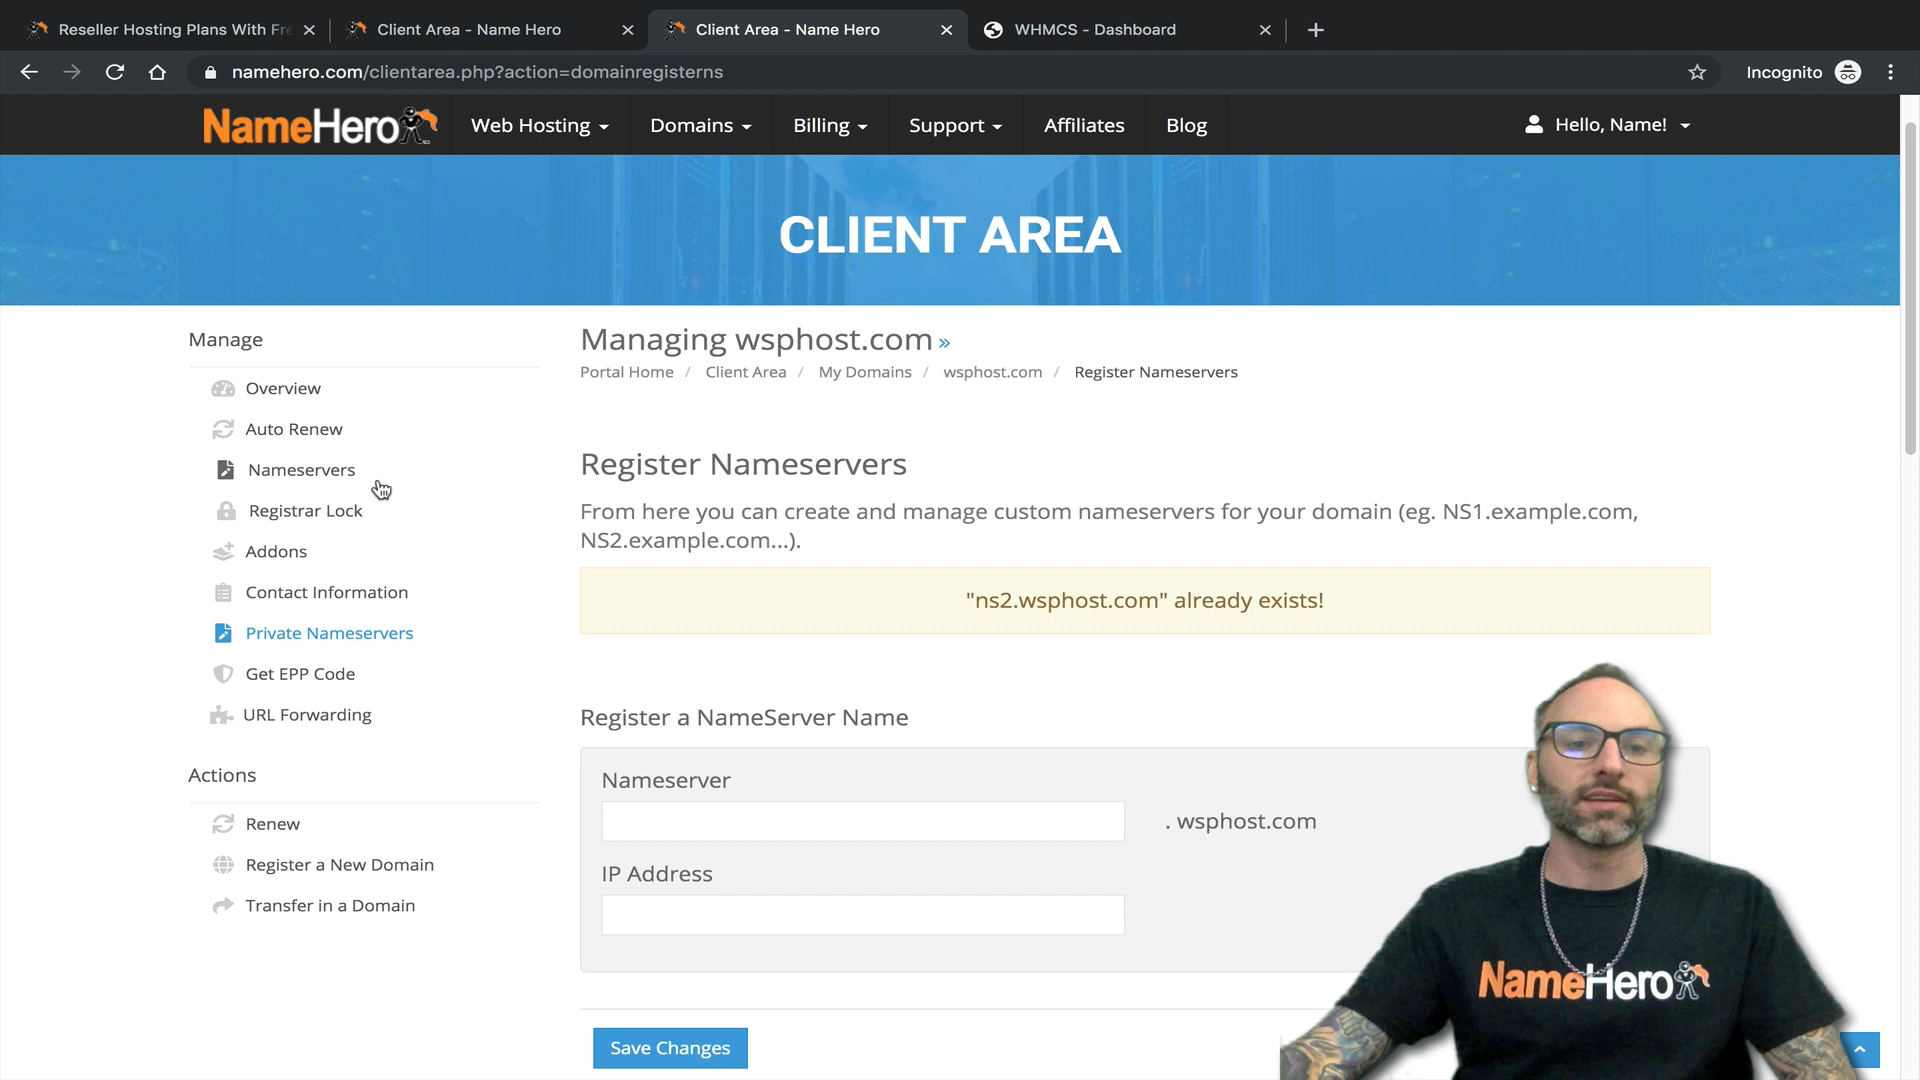 Reseller Hosting Plans With Fre
Client Area - Name Hero
Client Area - Name Hero
WHMCS - Dashboard
namehero.com/clientarea.php?action=domainregisterns
Incognito
NameHero
Web Hosting
Domains
Billing
Support
Affiliates
Blog
Hello, Name!
CLIENT AREA
Manage
Overview
Auto Renew
Nameservers
Registrar Lock
Addons
Contact Information
Private Nameservers
Get EPP Code
URL Forwarding
Actions
Renew
Register a New Domain
Transfer in a Domain
Managing wsphost.com »
Portal Home / Client Area / My Domains / wsphost.com / Register Nameservers
Register Nameservers
From here you can create and manage custom nameservers for your domain (eg. NS1.example.com,
NS2.example.com...).
"ns2.wsphost.com" already exists!
Register a NameServer Name
Nameserver
. wsphost.com
IP Address
Save Changes
NameHero